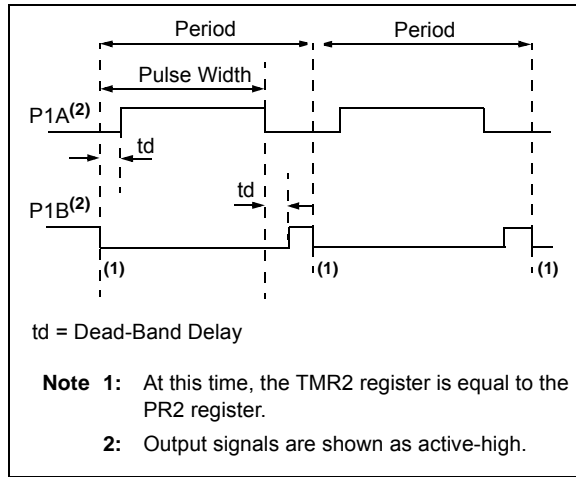 Period Period
Pulse Width
P1A(2)
td
td
P1B(2)
(1) (1) (1)
td = Dead-Band Delay
Note 1: At this time, the TMR2 register is equal to the
PR2 register.
2: Output signals are shown as active-high.